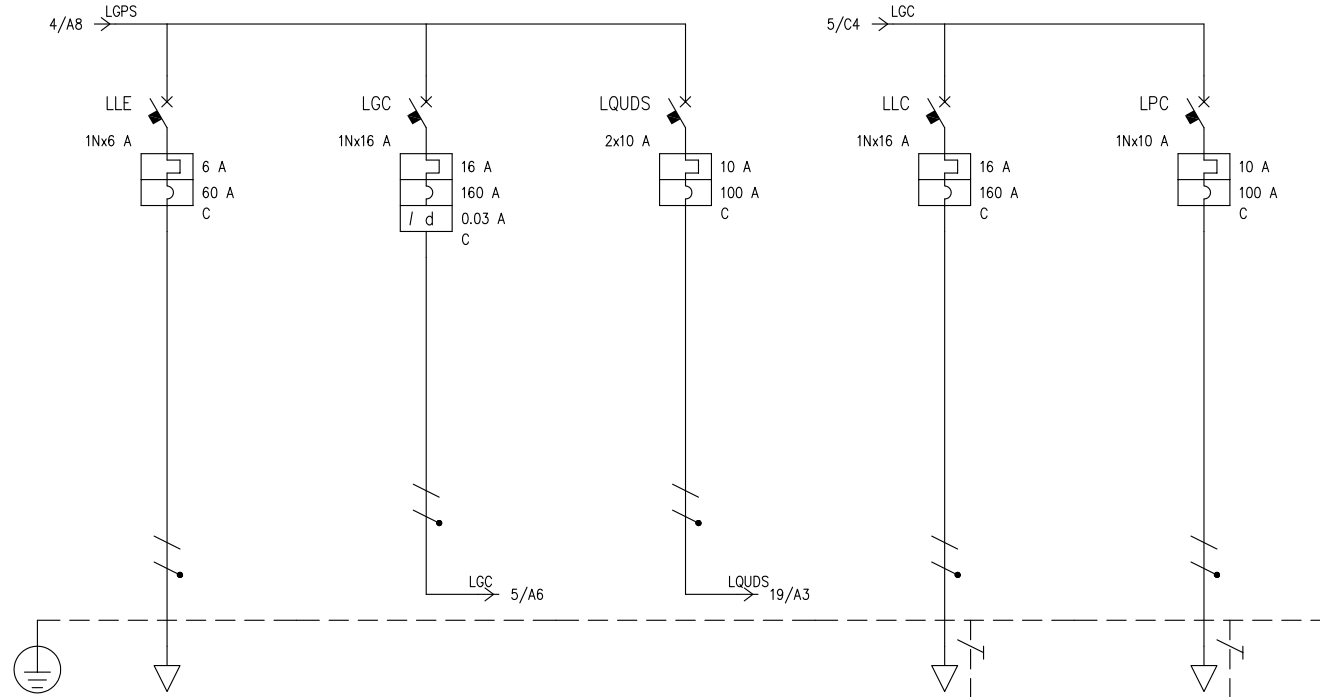 4/A8
LGPS
5/C4
LGC
LLE
1Nx6 A
6 A
60 A
C
LGC
1Nx16 A
16 A
160 A
I d
0.03 A
C
LQUDS
2x10 A
10 A
100 A
C
LLC
1Nx16 A
16 A
160 A
C
LPC
1Nx10 A
10 A
100 A
C
LGC
5/A6
LQUDS
19/A3